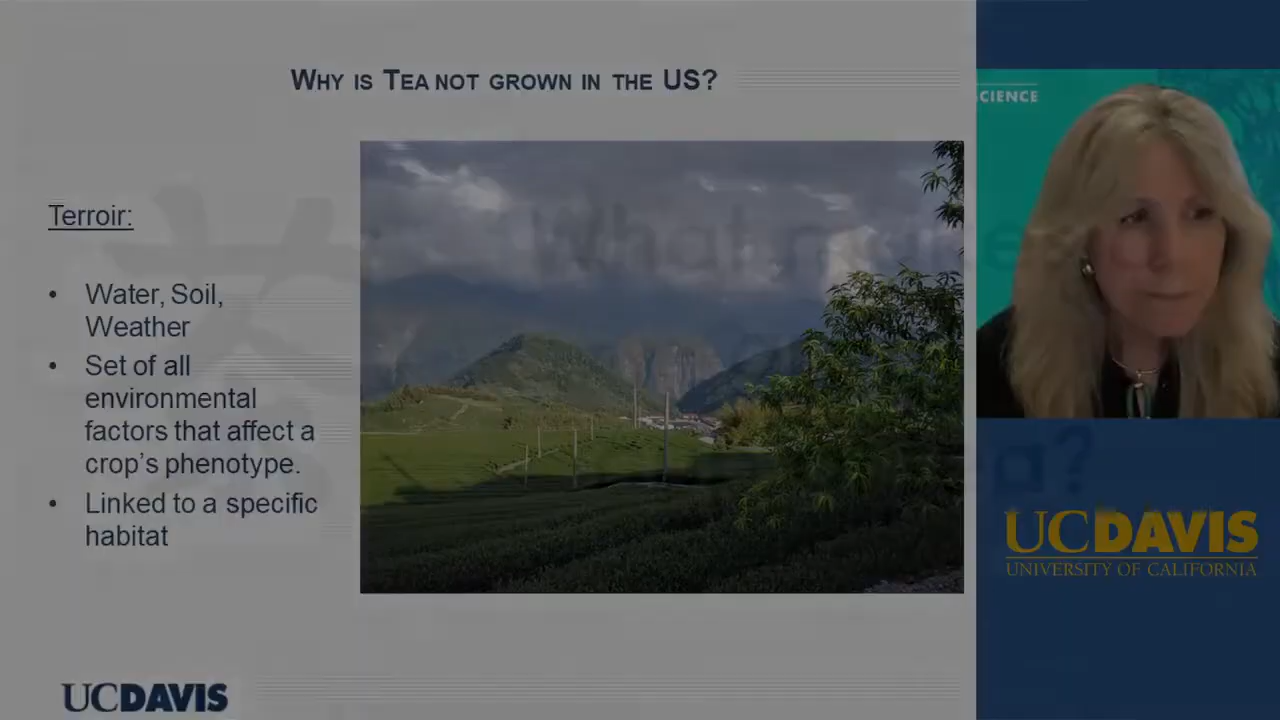 WHY IS TEA NOT GROWN IN THE US?
SCIENCE
Terroir:
• Water, Soil,
Weather
• Set of all
environmental
factors that affect a
crop's phenotype.
• Linked to a specific
habitat
UCDAVIS
UNIVERSITY OF CALIFORNIA
UCDAVIS